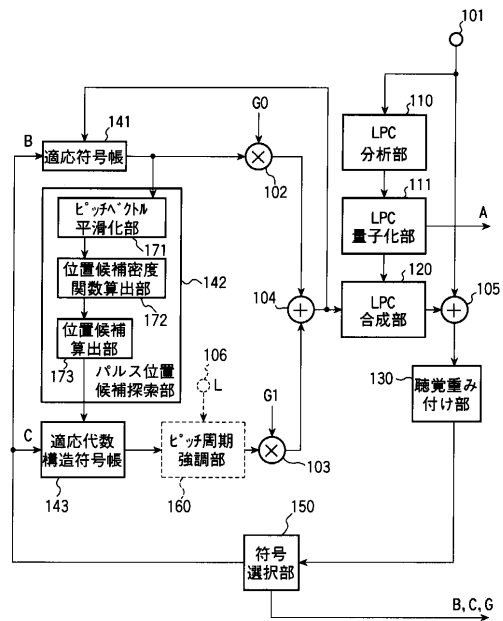 101
110
LPC
分析部
111
LPC
量子化部
A
120
LPC
合成部
105
130
聴覚重み
付け部
B
141
適応符号帳
G0
102
ﾋﾟｯﾁﾍﾞｸﾄﾙ
平滑化部
171
位置候補密度
関数算出部
172
142
位置候補
算出部
173
パルス位置
候補探索部
104
106
L
G1
C
適応代数
構造符号帳
143
ﾋﾟｯﾁ周期
強調部
160
103
150
符号
選択部
B,C,G